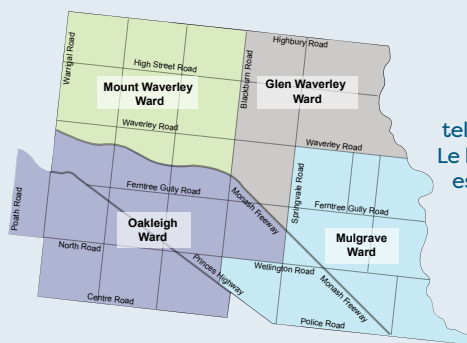 Highbury Road
Warrigal Road
High Street Road
Blackburn Road
Mount Waverley
Ward
Glen Waverley
Ward
Waverley Road
Waverley Road
tel
Le
es
Springvale Road
Poath Road
Ferntree Gully Road
Monash Freeway
Ferntree Gully Road
Oakleigh
Ward
Mulgrave
Ward
North Road
Princes Highway
Wellington Road
Monash Freeway
Centre Road
Police Road